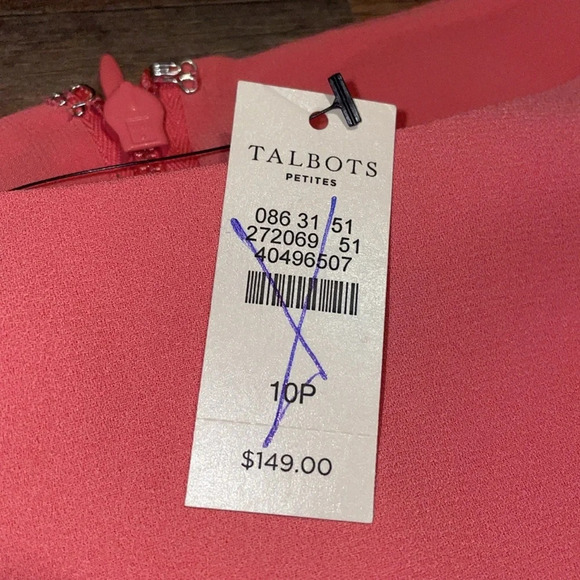 TALBOTS
PETITES
086 31 51
272069 51
40496507
10P
$149.00